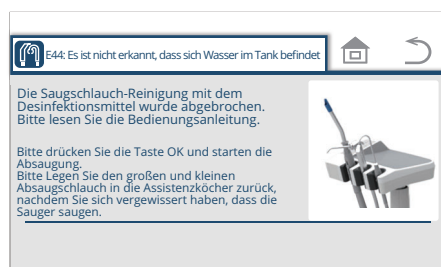 E44: Es ist nicht erkannt, dass sich Wasser im Tank befindet
Die Saugschlauch-Reinigung mit dem
Desinfektionsmittel wurde abgebrochen.
Bitte lesen Sie die Bedienungsanleitung.
Bitte drücken Sie die Taste OK und starten die
Absaugung.
Bitte Legen Sie den großen und kleinen
Absaugschlauch in die Assistenzköcher zurück,
nachdem Sie sich vergewissert haben, dass die
Sauger saugen.